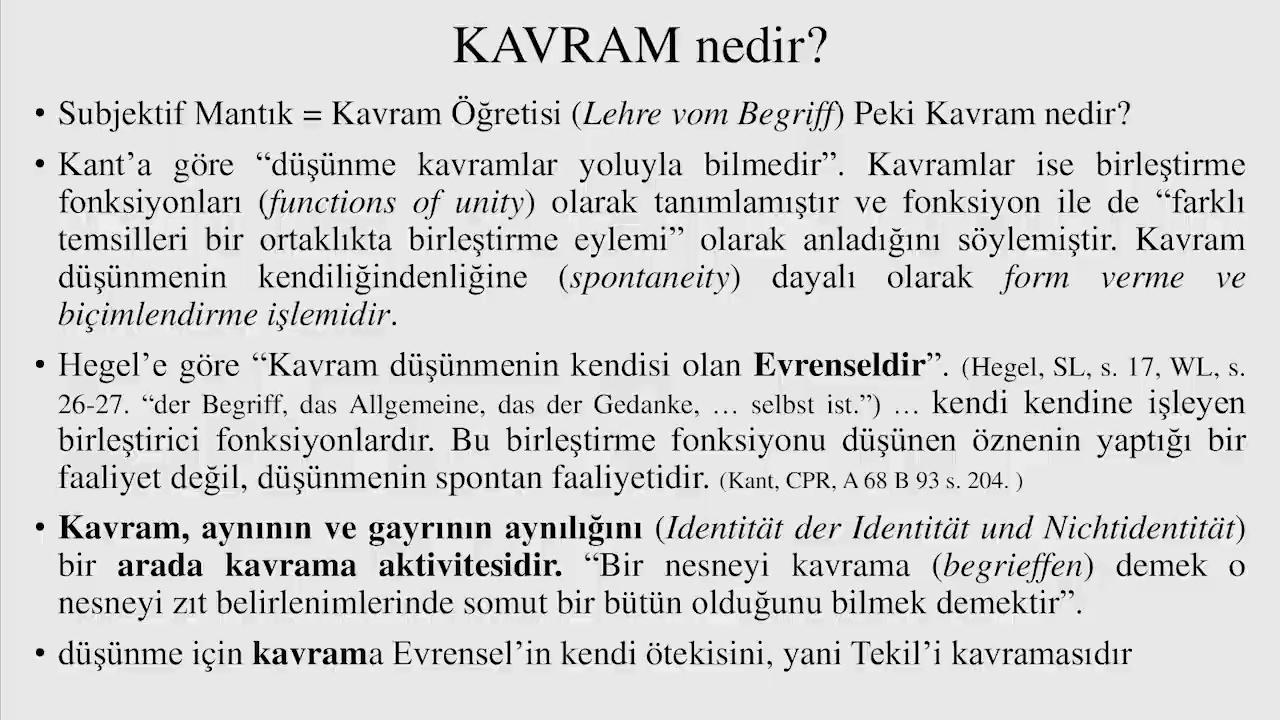 KAVRAM nedir?
• Subjektif Mantık = Kavram Öğretisi (Lehre vom Begriff) Peki Kavram nedir?
• Kant’a göre “düşünme kavramlar yoluyla bilmedir”. Kavramlar ise birleştirme
fonksiyonları (functions of unity) olarak tanımlamıştır ve fonksiyon ile de “farklı
temsilleri bir ortaklıkta birleştirme eylemi” olarak anladığını söylemiştir. Kavram
düşünmenin kendiliğindenliğine (spontaneity) dayalı olarak form verme ve
biçimlendirme işlemidir.
• Hegel’e göre “Kavram düşünmenin kendisi olan Evrenseldir”. (Hegel, SL, s. 17, WL, s.
26-27. “der Begriff, das Allgemeine, das der Gedanke, … selbst ist.”) … kendi kendine işleyen
birleştirici fonksiyonlardır. Bu birleştirme fonksiyonu düşünen öznenin yaptığı bir
faaliyet değil, düşünmenin spontan faaliyetidir. (Kant, CPR, A 68 B 93 s. 204. )
• Kavram, aynının ve gayrının aynılığını (Identität der Identität und Nichtidentität)
bir arada kavrama aktivitesidir. “Bir nesneyi kavrama (begrieffen) demek o
nesneyi zıt belirlenimlerinde somut bir bütün olduğunu bilmek demektir”.
• düşünme için kavrama Evrensel’in kendi ötekisini, yani Tekil’i kavramasıdır